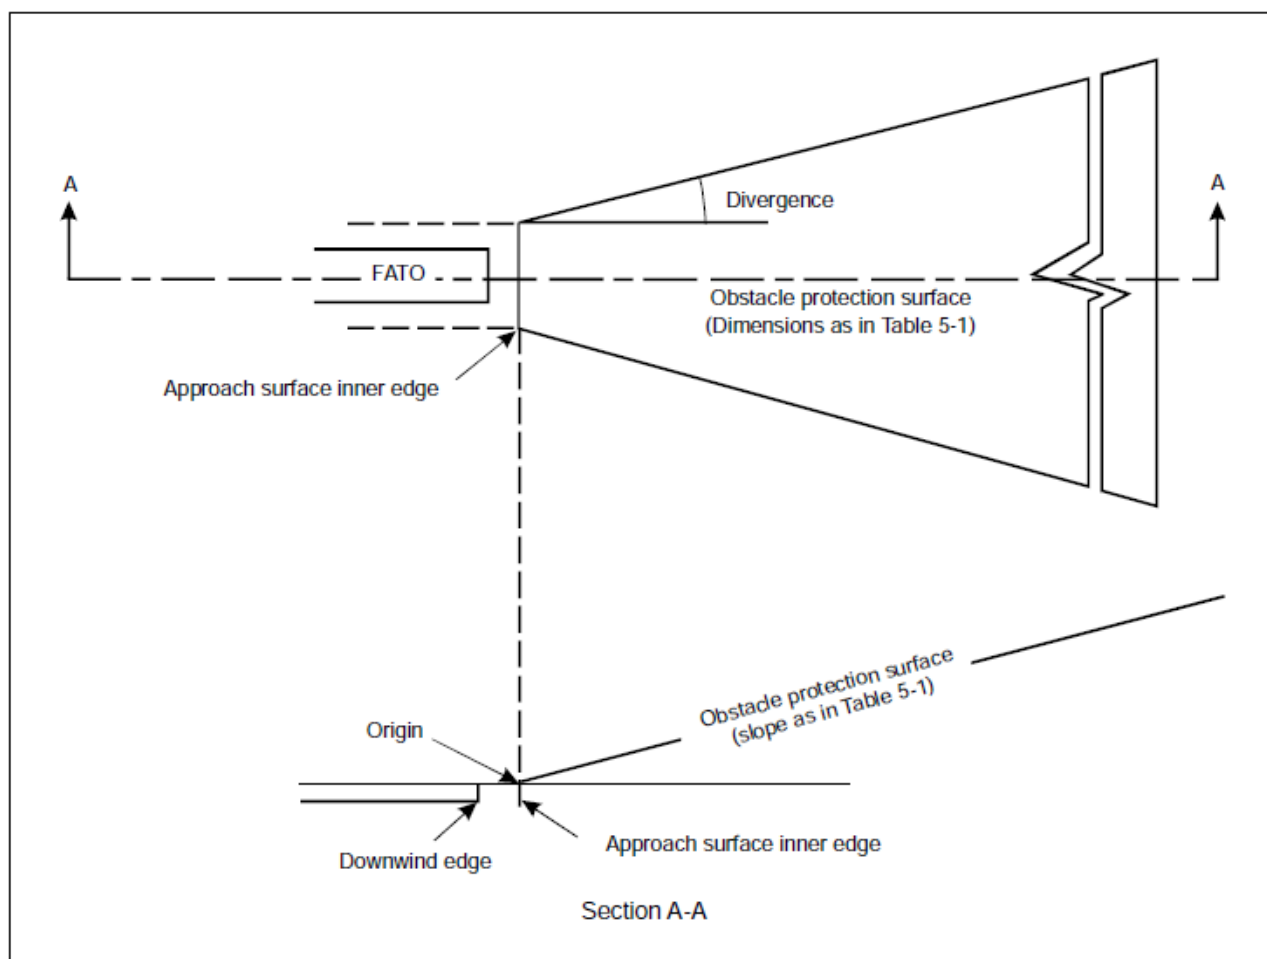 A
A
Divergence
FATO
Obstacle protection surface
(Dimensions as in Table 5-1)
Approach surface inner edge
Obstacle protection surface
(slope as in Table 5-1)
Origin
Approach surface inner edge
Downwind edge
Section A-A